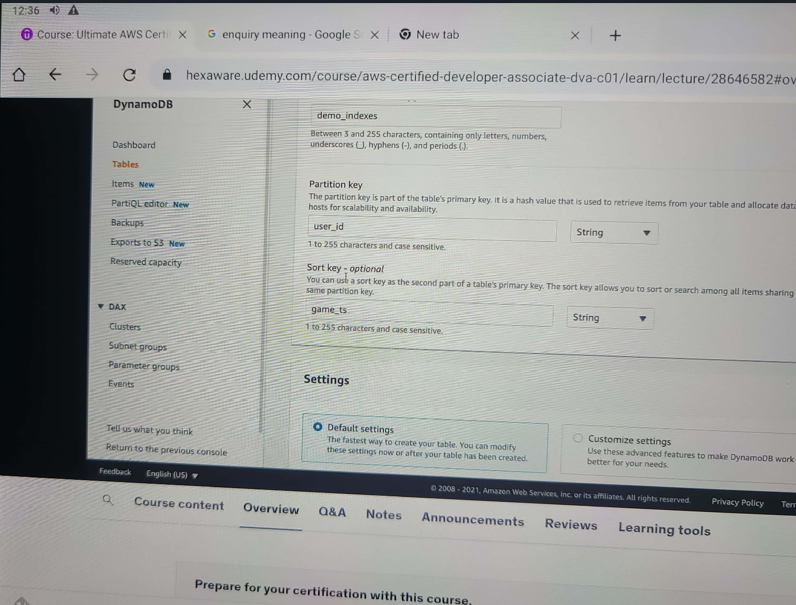 12:36
Course: Ultimate AWS Certi
enquiry meaning - Google S
New tab
hexaware.udemy.com/course/aws-certified-developer-associate-dva-c01/learn/lecture/28646582#ov
DynamoDB
Dashboard
Tables
Items New
PartiQL editor New
Backups
Exports to S3 New
Reserved capacity
DAX
Clusters
Subnet groups
Parameter groups
Events
Tell us what you think
Return to the previous console
demo_indexes
Between 3 and 255 characters, containing only letters, numbers,
underscores (_), hyphens (-), and periods (.).
Partition key
The partition key is part of the table's primary key. It is a hash value that is used to retrieve items from your table and allocate data
hosts for scalability and availability.
user_id
String
1 to 255 characters and case sensitive.
Sort key - optional
You can use a sort key as the second part of a table's primary key. The sort key allows you to sort or search among all items sharing
same partition key.
game_ts
String
1 to 255 characters and case sensitive.
Settings
Default settings
The fastest way to create your table. You can modify
these settings now or after your table has been created.
Customize settings
Use these advanced features to make DynamoDB work
better for your needs.
Feedback
English (US)
© 2008 - 2021, Amazon Web Services, Inc. or its affiliates. All rights reserved.
Privacy Policy
Terr
Course content
Overview
Q&A
Notes
Announcements
Reviews
Learning tools
Prepare for your certification with this course.